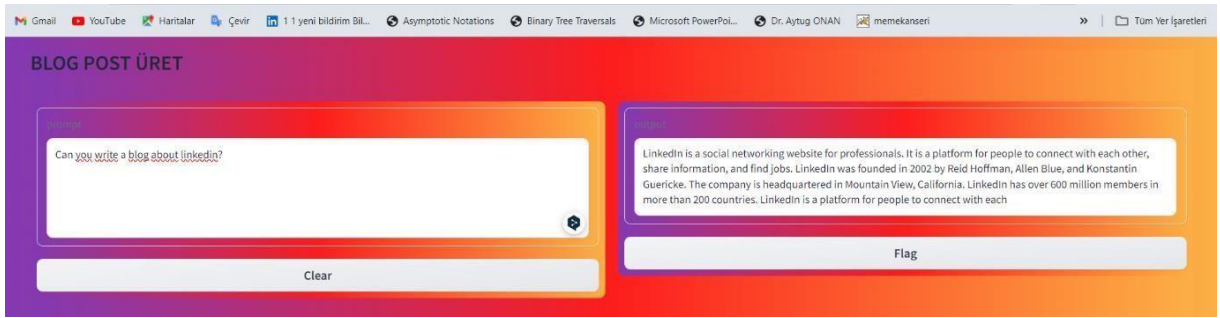 Gmail YouTube Haritalar Çevir 1 1 yeni bildirim Bil... Asymptotic Notations Binary Tree Traversals Microsoft PowerPoi... Dr. Aytug ONAN memekanseri » Tüm Yer İşaretleri
BLOG POST ÜRET
prompt
Can you write a blog about linkedin?
Clear
output
LinkedIn is a social networking website for professionals. It is a platform for people to connect with each other,
share information, and find jobs. LinkedIn was founded in 2002 by Reid Hoffman, Allen Blue, and Konstantin
Guericke. The company is headquartered in Mountain View, California. LinkedIn has over 600 million members in
more than 200 countries. LinkedIn is a platform for people to connect with each
Flag